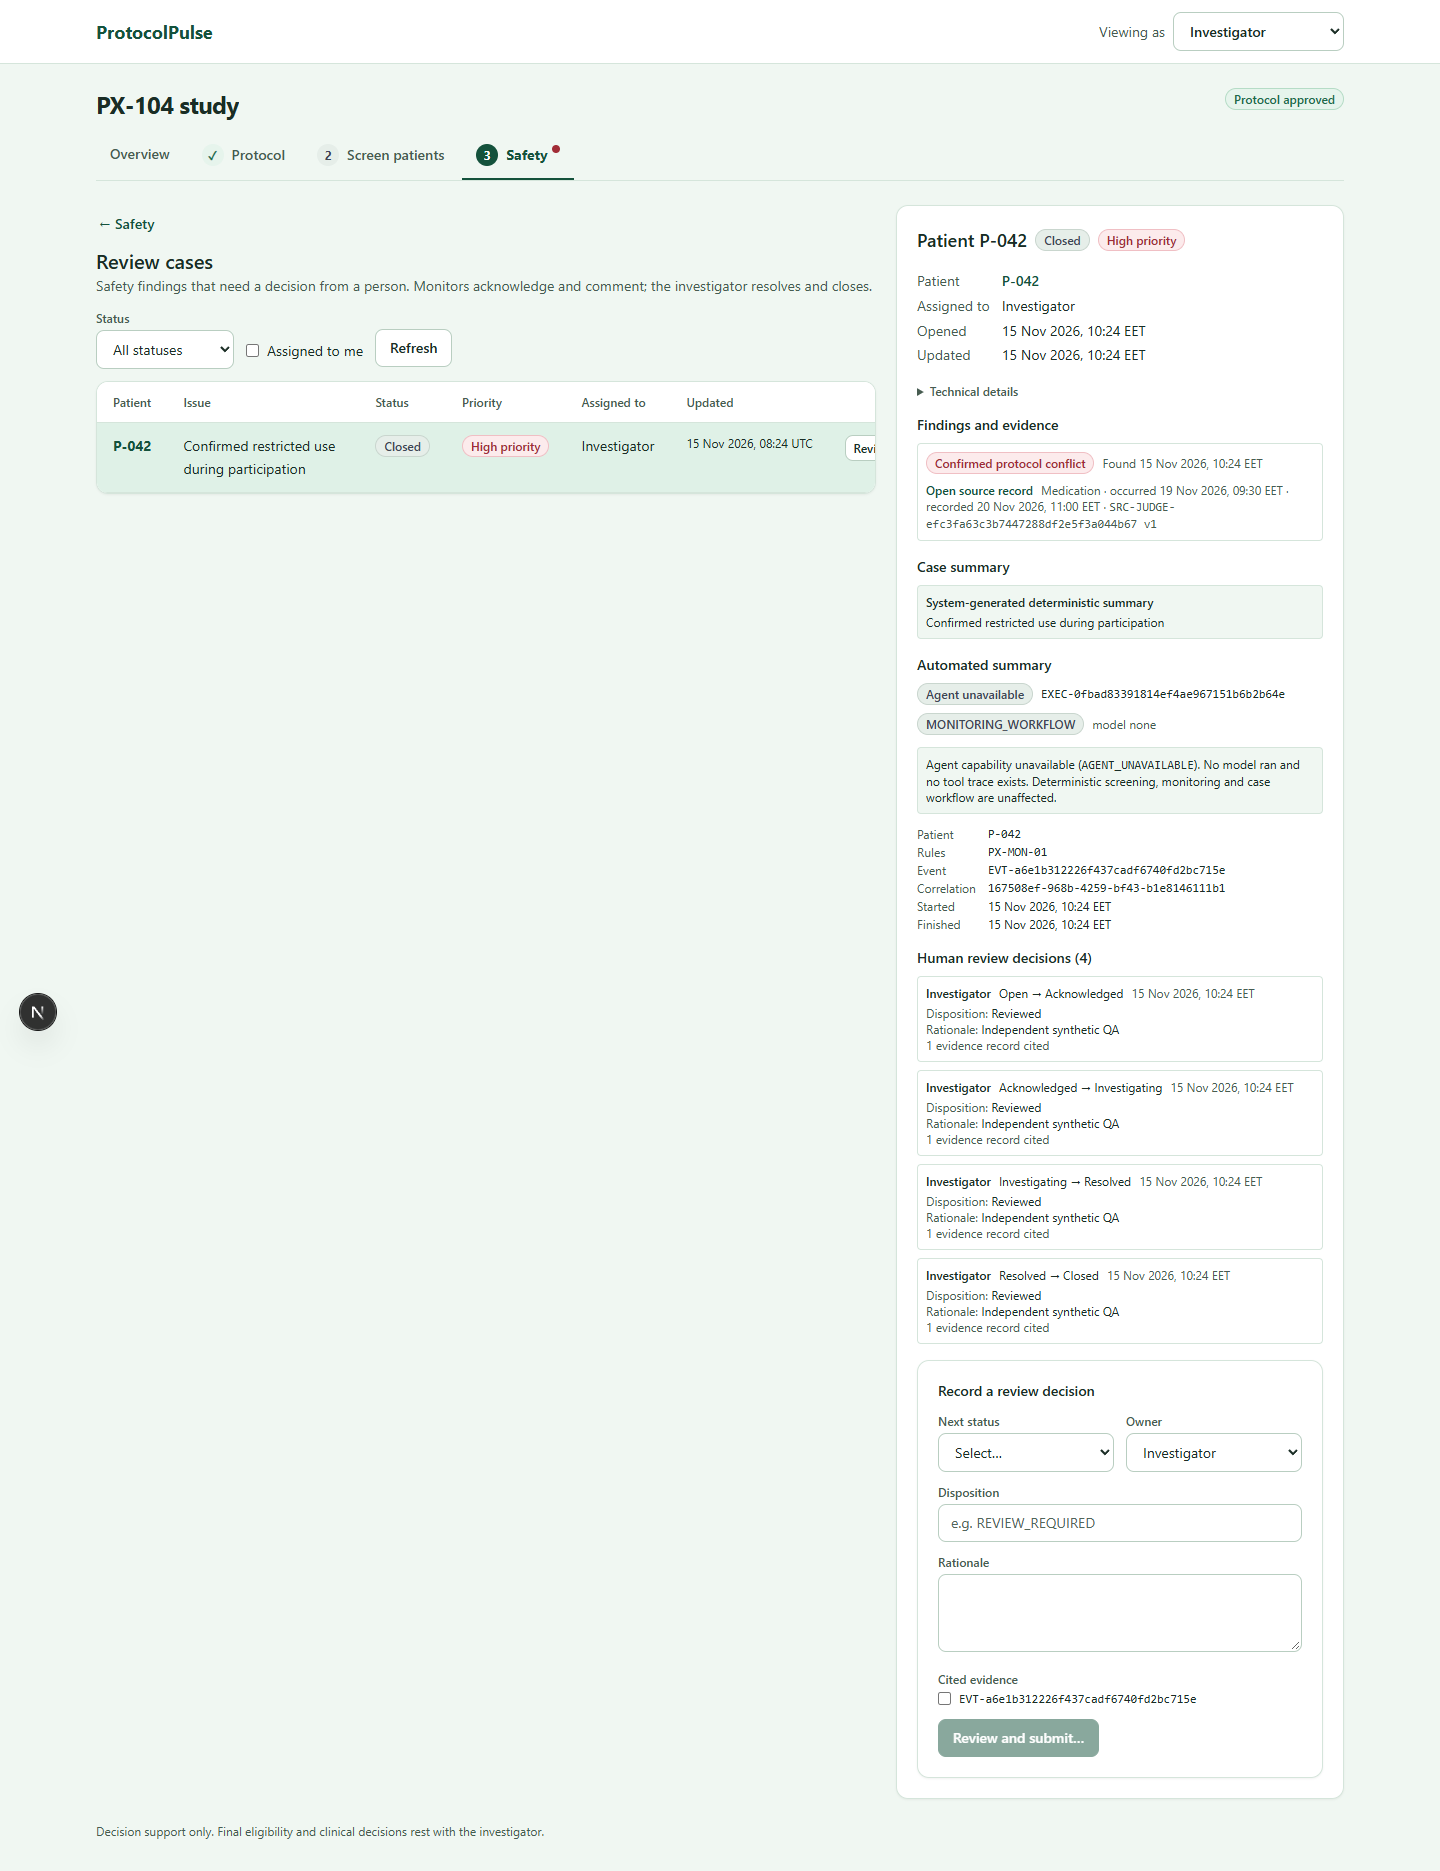 ProtocolPulse
Viewing as
Investigator
PX-104 study
Protocol approved
Overview
✓ Protocol
2 Screen patients
3 Safety
← Safety
Review cases
Safety findings that need a decision from a person. Monitors acknowledge and comment; the investigator resolves and closes.
Status
All statuses
Assigned to me
Refresh
Patient Issue Status Priority Assigned to Updated
P-042 Confirmed restricted use Closed High priority Investigator 15 Nov 2026, 08:24 UTC Revi
during participation
Patient P-042 Closed High priority
Patient P-042
Assigned to Investigator
Opened 15 Nov 2026, 10:24 EET
Updated 15 Nov 2026, 10:24 EET
▶ Technical details
Findings and evidence
Confirmed protocol conflict Found 15 Nov 2026, 10:24 EET
Open source record Medication · occurred 19 Nov 2026, 09:30 EET ·
recorded 20 Nov 2026, 11:00 EET · SRC-JUDGE-
efc3fa63c3b7447288df2e5f3a044b67 v1
Case summary
System-generated deterministic summary
Confirmed restricted use during participation
Automated summary
Agent unavailable EXEC-0fbad83391814ef4ae967151b6b2b64e
MONITORING_WORKFLOW model none
Agent capability unavailable (AGENT_UNAVAILABLE). No model ran and
no tool trace exists. Deterministic screening, monitoring and case
workflow are unaffected.
Patient P-042
Rules PX-MON-01
Event EVT-a6e1b312226f437cadf6740fd2bc715e
Correlation 167508ef-968b-4259-bf43-b1e8146111b1
Started 15 Nov 2026, 10:24 EET
Finished 15 Nov 2026, 10:24 EET
Human review decisions (4)
Investigator Open → Acknowledged 15 Nov 2026, 10:24 EET
Disposition: Reviewed
Rationale: Independent synthetic QA
1 evidence record cited
Investigator Acknowledged → Investigating 15 Nov 2026, 10:24 EET
Disposition: Reviewed
Rationale: Independent synthetic QA
1 evidence record cited
Investigator Investigating → Resolved 15 Nov 2026, 10:24 EET
Disposition: Reviewed
Rationale: Independent synthetic QA
1 evidence record cited
Investigator Resolved → Closed 15 Nov 2026, 10:24 EET
Disposition: Reviewed
Rationale: Independent synthetic QA
1 evidence record cited
Record a review decision
Next status Owner
Select... Investigator
Disposition
e.g. REVIEW_REQUIRED
Rationale
Cited evidence
EVT-a6e1b312226f437cadf6740fd2bc715e
Review and submit...
N
Decision support only. Final eligibility and clinical decisions rest with the investigator.